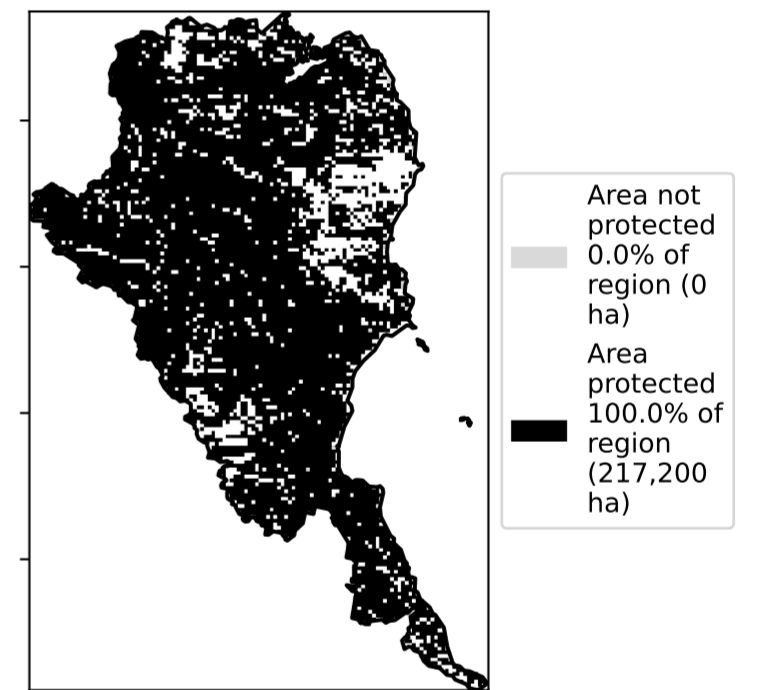 Area not
protected
0.0% of
region (0
ha)
Area
protected
100.0% of
region
(217,200
ha)